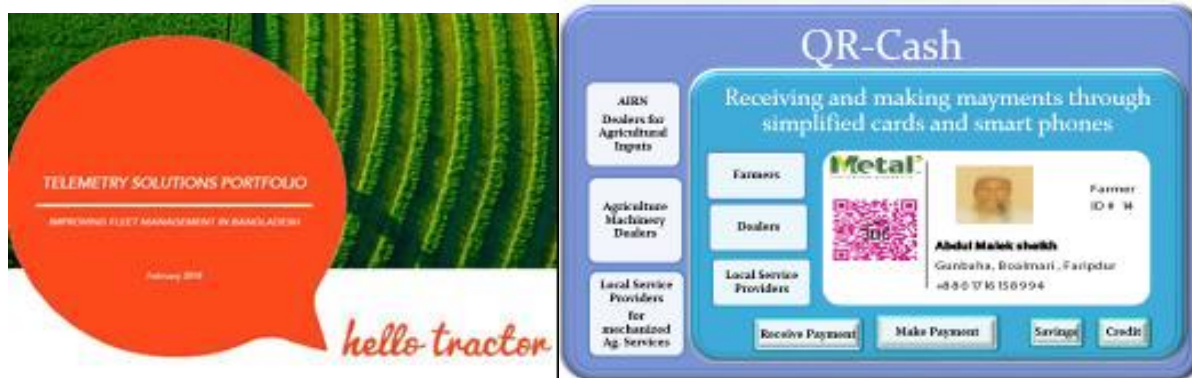 TELEMETRY SOLUTIONS PORTFOLIO
IMPROVING FLEET MANAGEMENT IN BANGLADESH
February 2018
hello tractor
QR-Cash
AIRN
Dealers for
Agricultural
Inputs
Agriculture
Machinery
Dealers
Local Service
Providers
for
mechanized
Ag. Services
Receiving and making mayments through
simplified cards and smart phones
Farmers
Dealers
Local Service
Providers
Metal
Farmer
ID # 14
Abdul Malek sheikh
Gunbaha, Boalmari, Faripdur
+8801716158994
Receive Payment
Make Payment
Savings
Credit